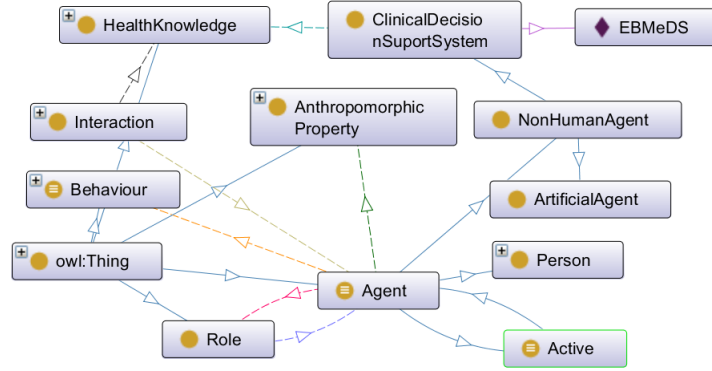 HealthKnowledge
ClinicalDecisio
nSuportSystem
EBMeDS
Interaction
Anthropomorphic
Property
NonHumanAgent
Behaviour
ArtificialAgent
owl:Thing
Person
Agent
Role
Active